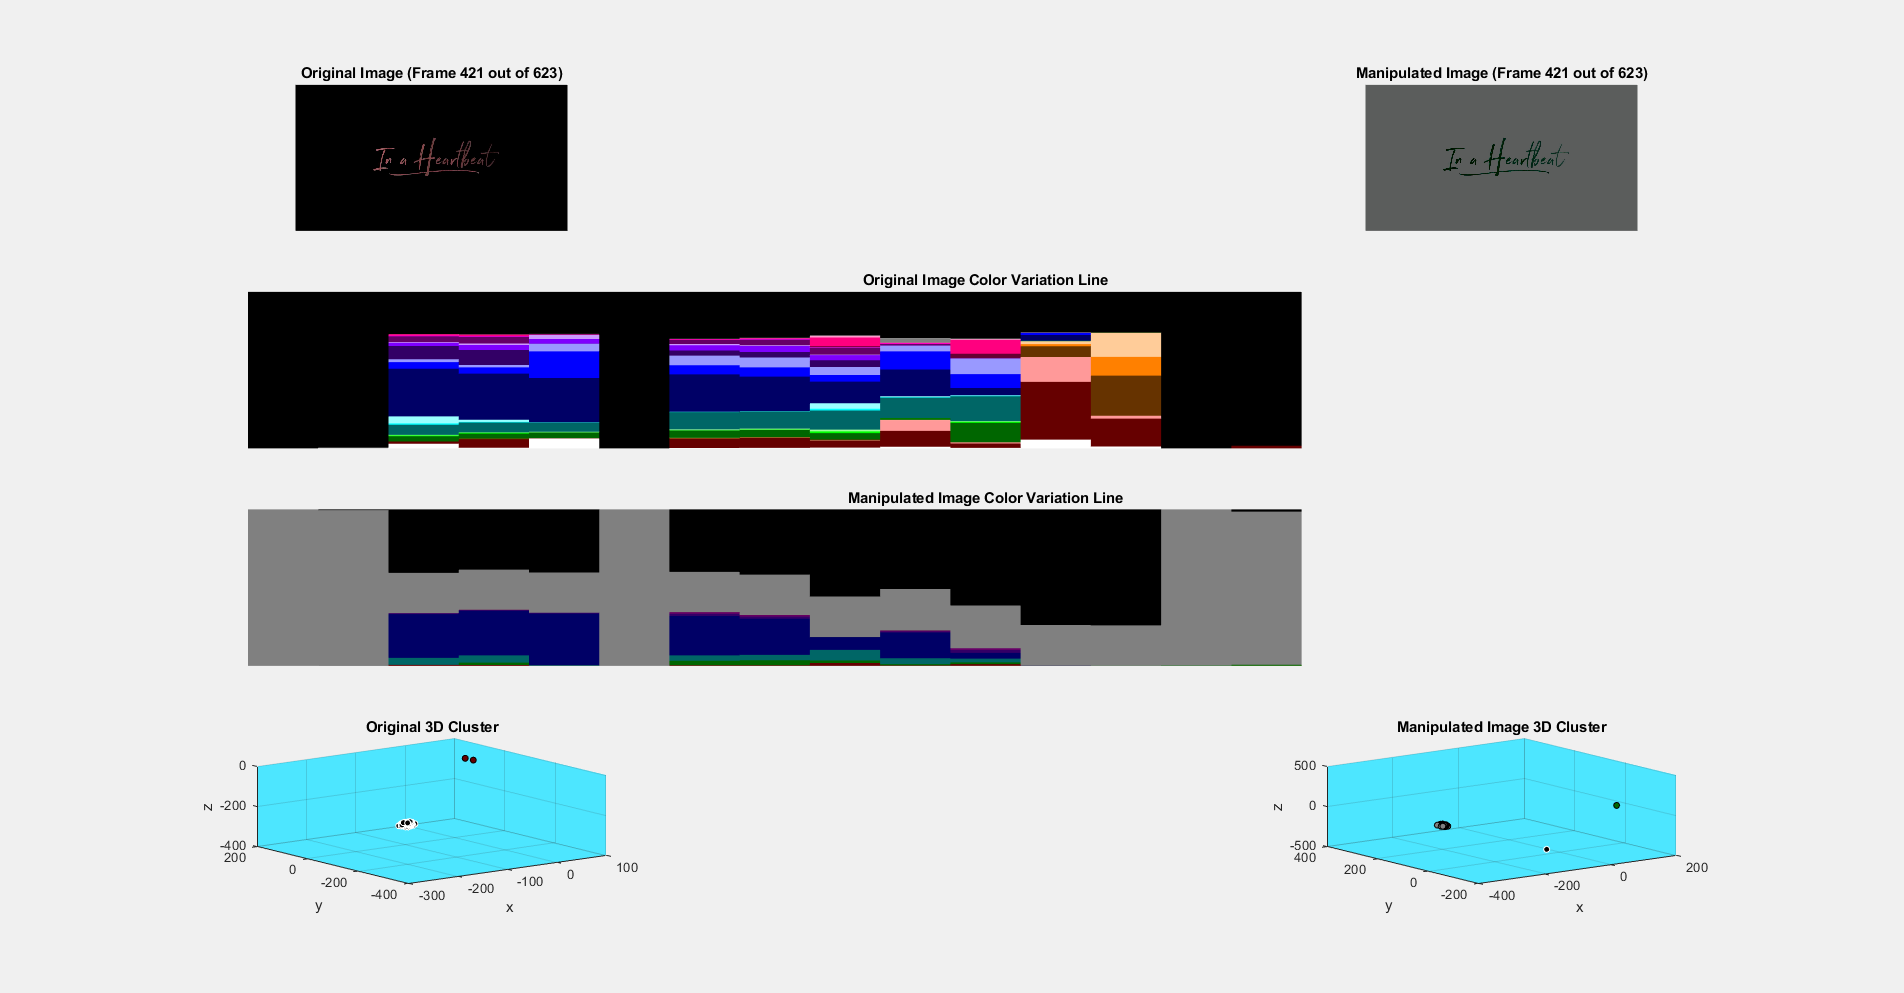 Original Image (Frame 421 out of 623)
In a Heartbeat
Manipulated Image (Frame 421 out of 623)
In a Heartbeat
Original Image Color Variation Line
Manipulated Image Color Variation Line
Original 3D Cluster
0
-200
-400
z
200
0
-200
-400
y
-300
-200
-100
0
100
x
Manipulated Image 3D Cluster
500
0
-500
z
400
200
0
-200
y
-400
-200
0
200
x